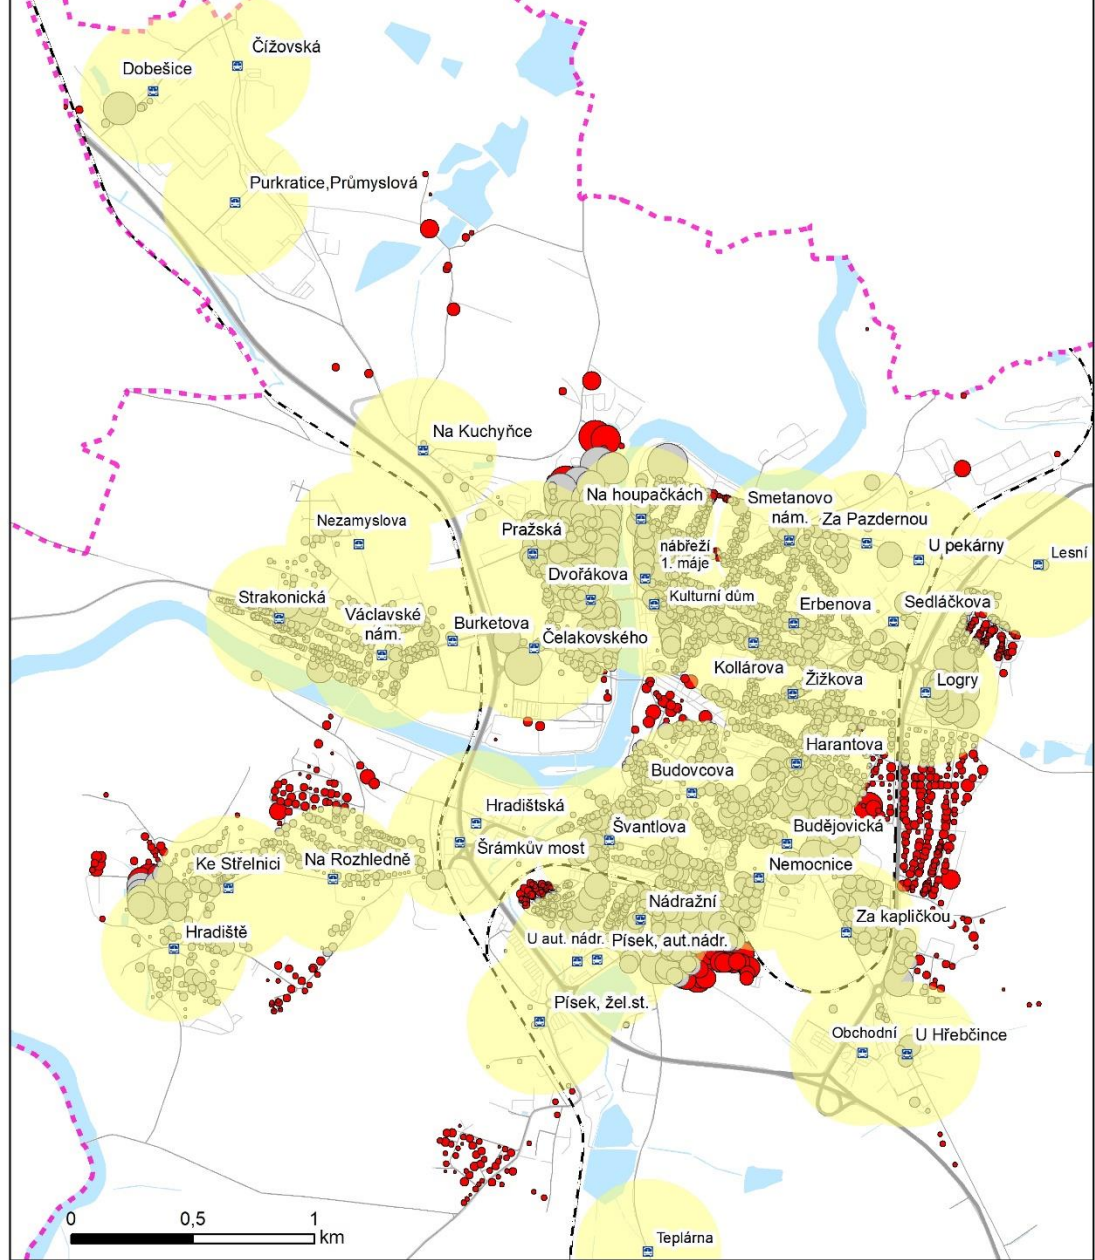 Čížovská
Dobešice
Purkratice,Průmyslová
Na Kuchyňce
Na houpačkách
Smetanovo
nám.
Za Pazdernou
Nezamyslova
Pražská
nábřeží
1. máje
U pekárny
Lesní
Dvořákova
Strakonická
Kulturní dům
Erbenova
Sedláčkova
Václavské
nám.
Burketova
Čelakovského
Kollárova
Žižkova
Logry
Harantova
Budovcova
Hradištská
Švantlova
Budějovická
Šrámkův most
Ke Střelnici
Na Rozhledně
Nemocnice
Nádražní
Za kapličkou
Hradiště
U aut. nádr.
Písek, aut.nádr.
Písek, žel.st.
Obchodní
U Hřebčince
0 0,5 1
km
Teplárna